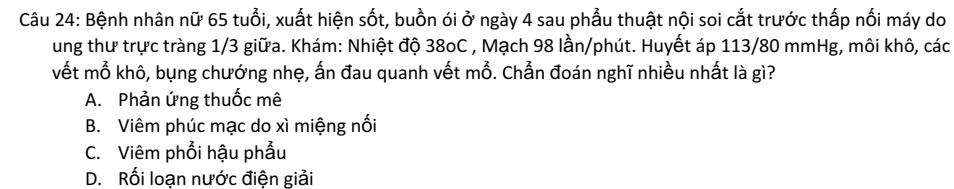 Câu 24: Bệnh nhân nữ 65 tuổi, xuất hiện sốt, buồn ói ở ngày 4 sau phẫu thuật nội soi cắt trước thấp nối máy do
ung thư trực tràng 1/3 giữa. Khám: Nhiệt độ 38oC , Mạch 98 lần/phút. Huyết áp 113/80 mmHg, môi khô, các
vết mổ khô, bụng chướng nhẹ, ấn đau quanh vết mổ. Chẩn đoán nghĩ nhiều nhất là gì?
A. Phản ứng thuốc mê
B. Viêm phúc mạc do xì miệng nối
C. Viêm phổi hậu phẫu
D. Rối loạn nước điện giải